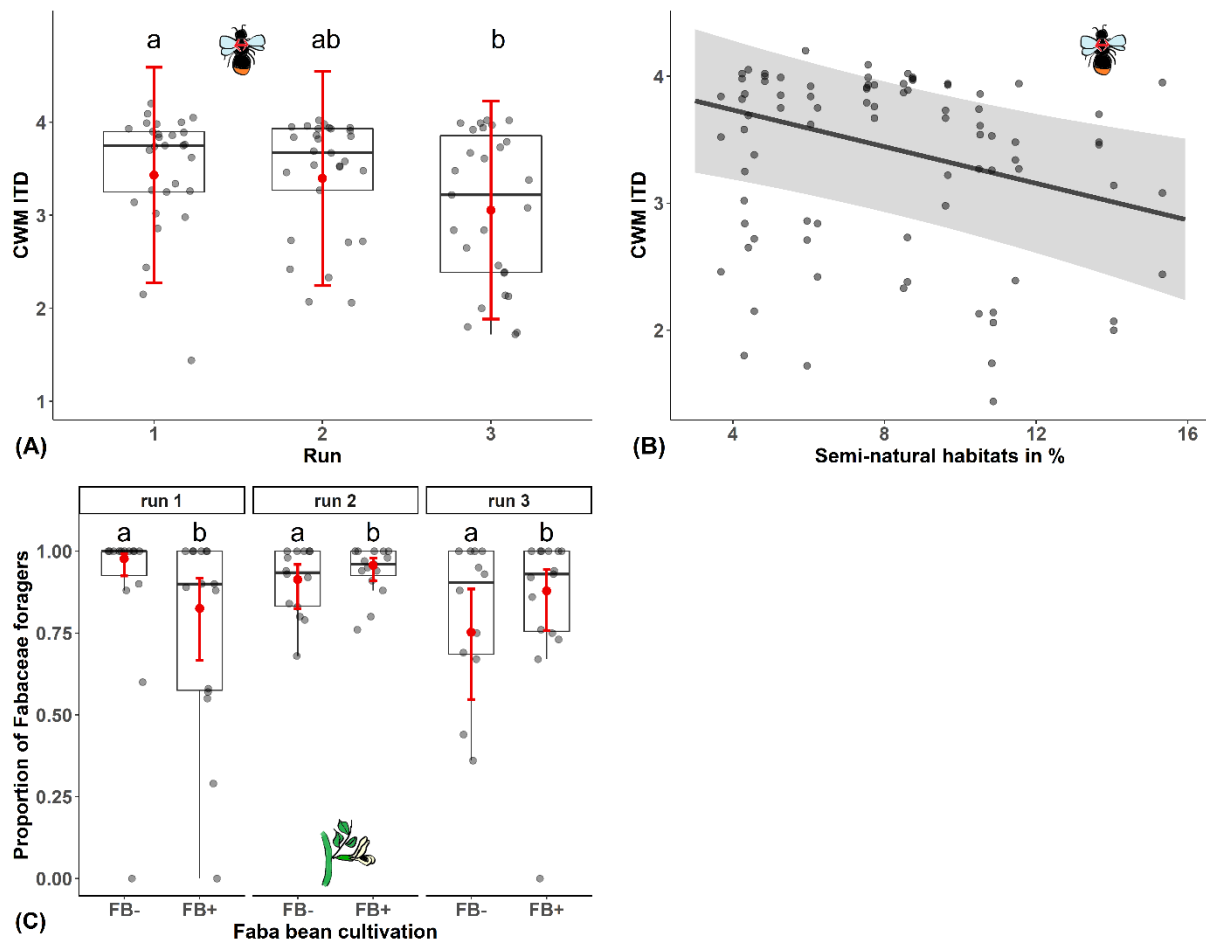 a ab b
4
3
2
1
CWM ITD
1 2 3
Run
(A)
4
3
2
CWM ITD
4 8 12 16
Semi-natural habitats in %
(B)
run 1 run 2 run 3
a b a b a b
1.00
0.75
0.50
0.25
0.00
Proportion of Fabaceae foragers
FB- FB+ FB- FB+ FB- FB+
Faba bean cultivation
(C)